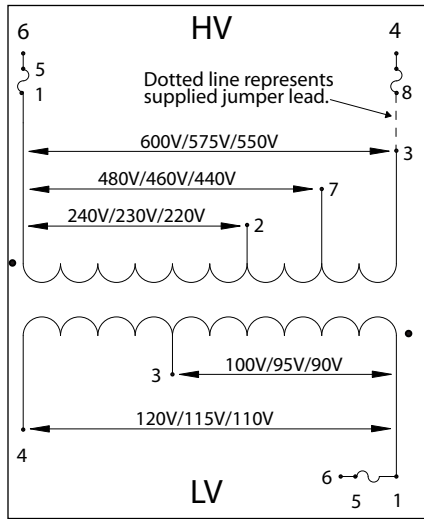 HV
6
4
5
1
8
Dotted line represents
supplied jumper lead.
3
600V/575V/550V
480V/460V/440V
7
240V/230V/220V
2
3
100V/95V/90V
120V/115V/110V
4
6
5
1
LV